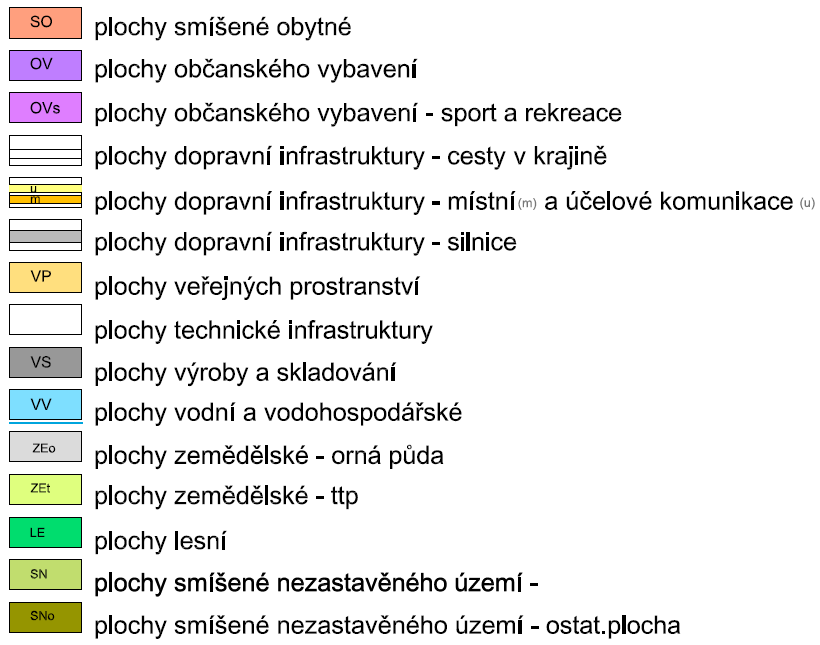 SO plochy smíšené obytné
OV plochy občanského vybavení
OVs plochy občanského vybavení - sport a rekreace
plochy dopravní infrastruktury - cesty v krajině
u
m plochy dopravní infrastruktury - místní (m) a účelové komunikace (u)
plochy dopravní infrastruktury - silnice
VP plochy veřejných prostranství
plochy technické infrastruktury
VS plochy výroby a skladování
VV plochy vodní a vodohospodářské
ZEo plochy zemědělské - orná půda
ZEt plochy zemědělské - ttp
LE plochy lesní
SN plochy smíšené nezastavěného území -
SNo plochy smíšené nezastavěného území - ostat.plocha